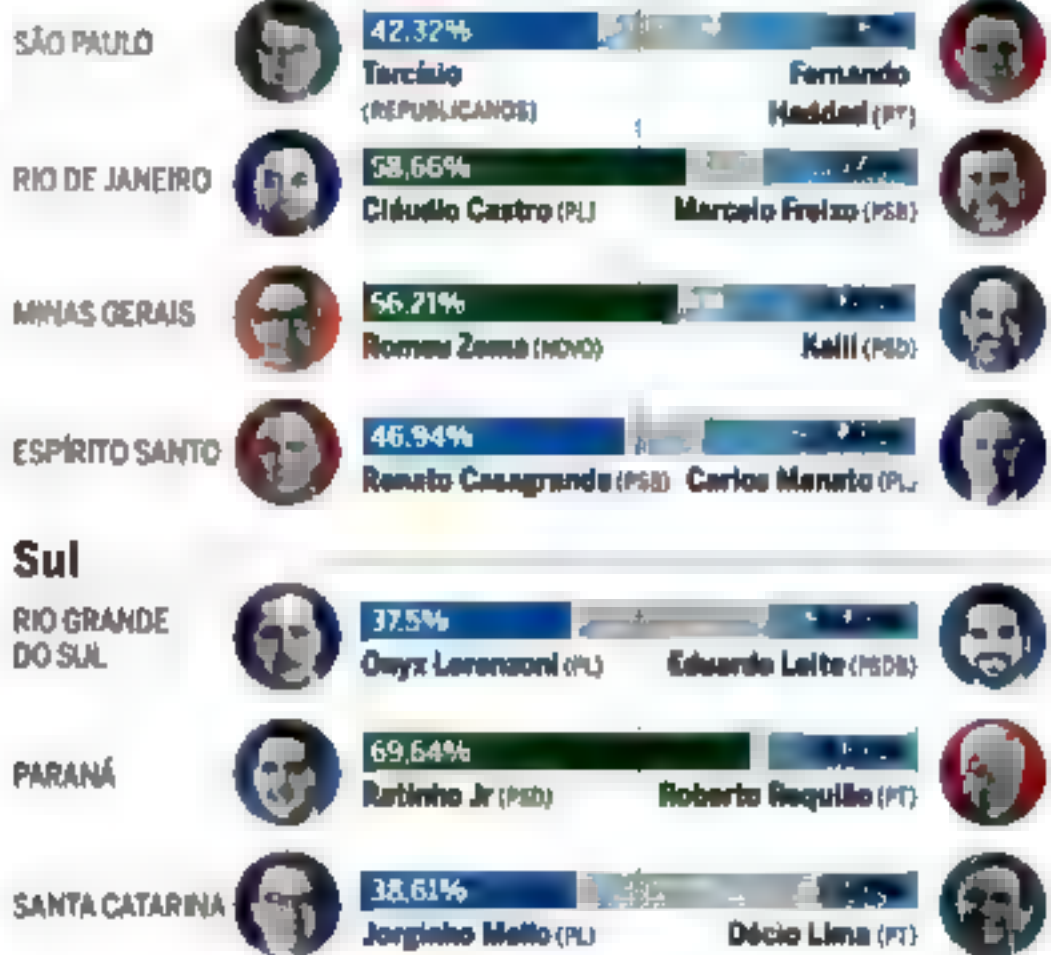 SÃO PAULO
42.32%
Tarcísio
(REPUBLICANOS)
Fernando
Haddad (PT)
RIO DE JANEIRO
58,66%
Cláudio Castro (PL)
Marcelo Freixo (PSB)
MINAS GERAIS
56.21%
Romeu Zema (NOVO)
Kalil (PSD)
ESPÍRITO SANTO
46.94%
Renato Casagrande (PSB)
Carlos Manato (PL)
Sul
RIO GRANDE
DO SUL
37.5%
Onyx Lorenzoni (PL)
Eduardo Leite (PSDB)
PARANÁ
69,64%
Ratinho Jr (PSD)
Roberto Requião (PT)
SANTA CATARINA
38,61%
Jorginho Mello (PL)
Décio Lima (PT)